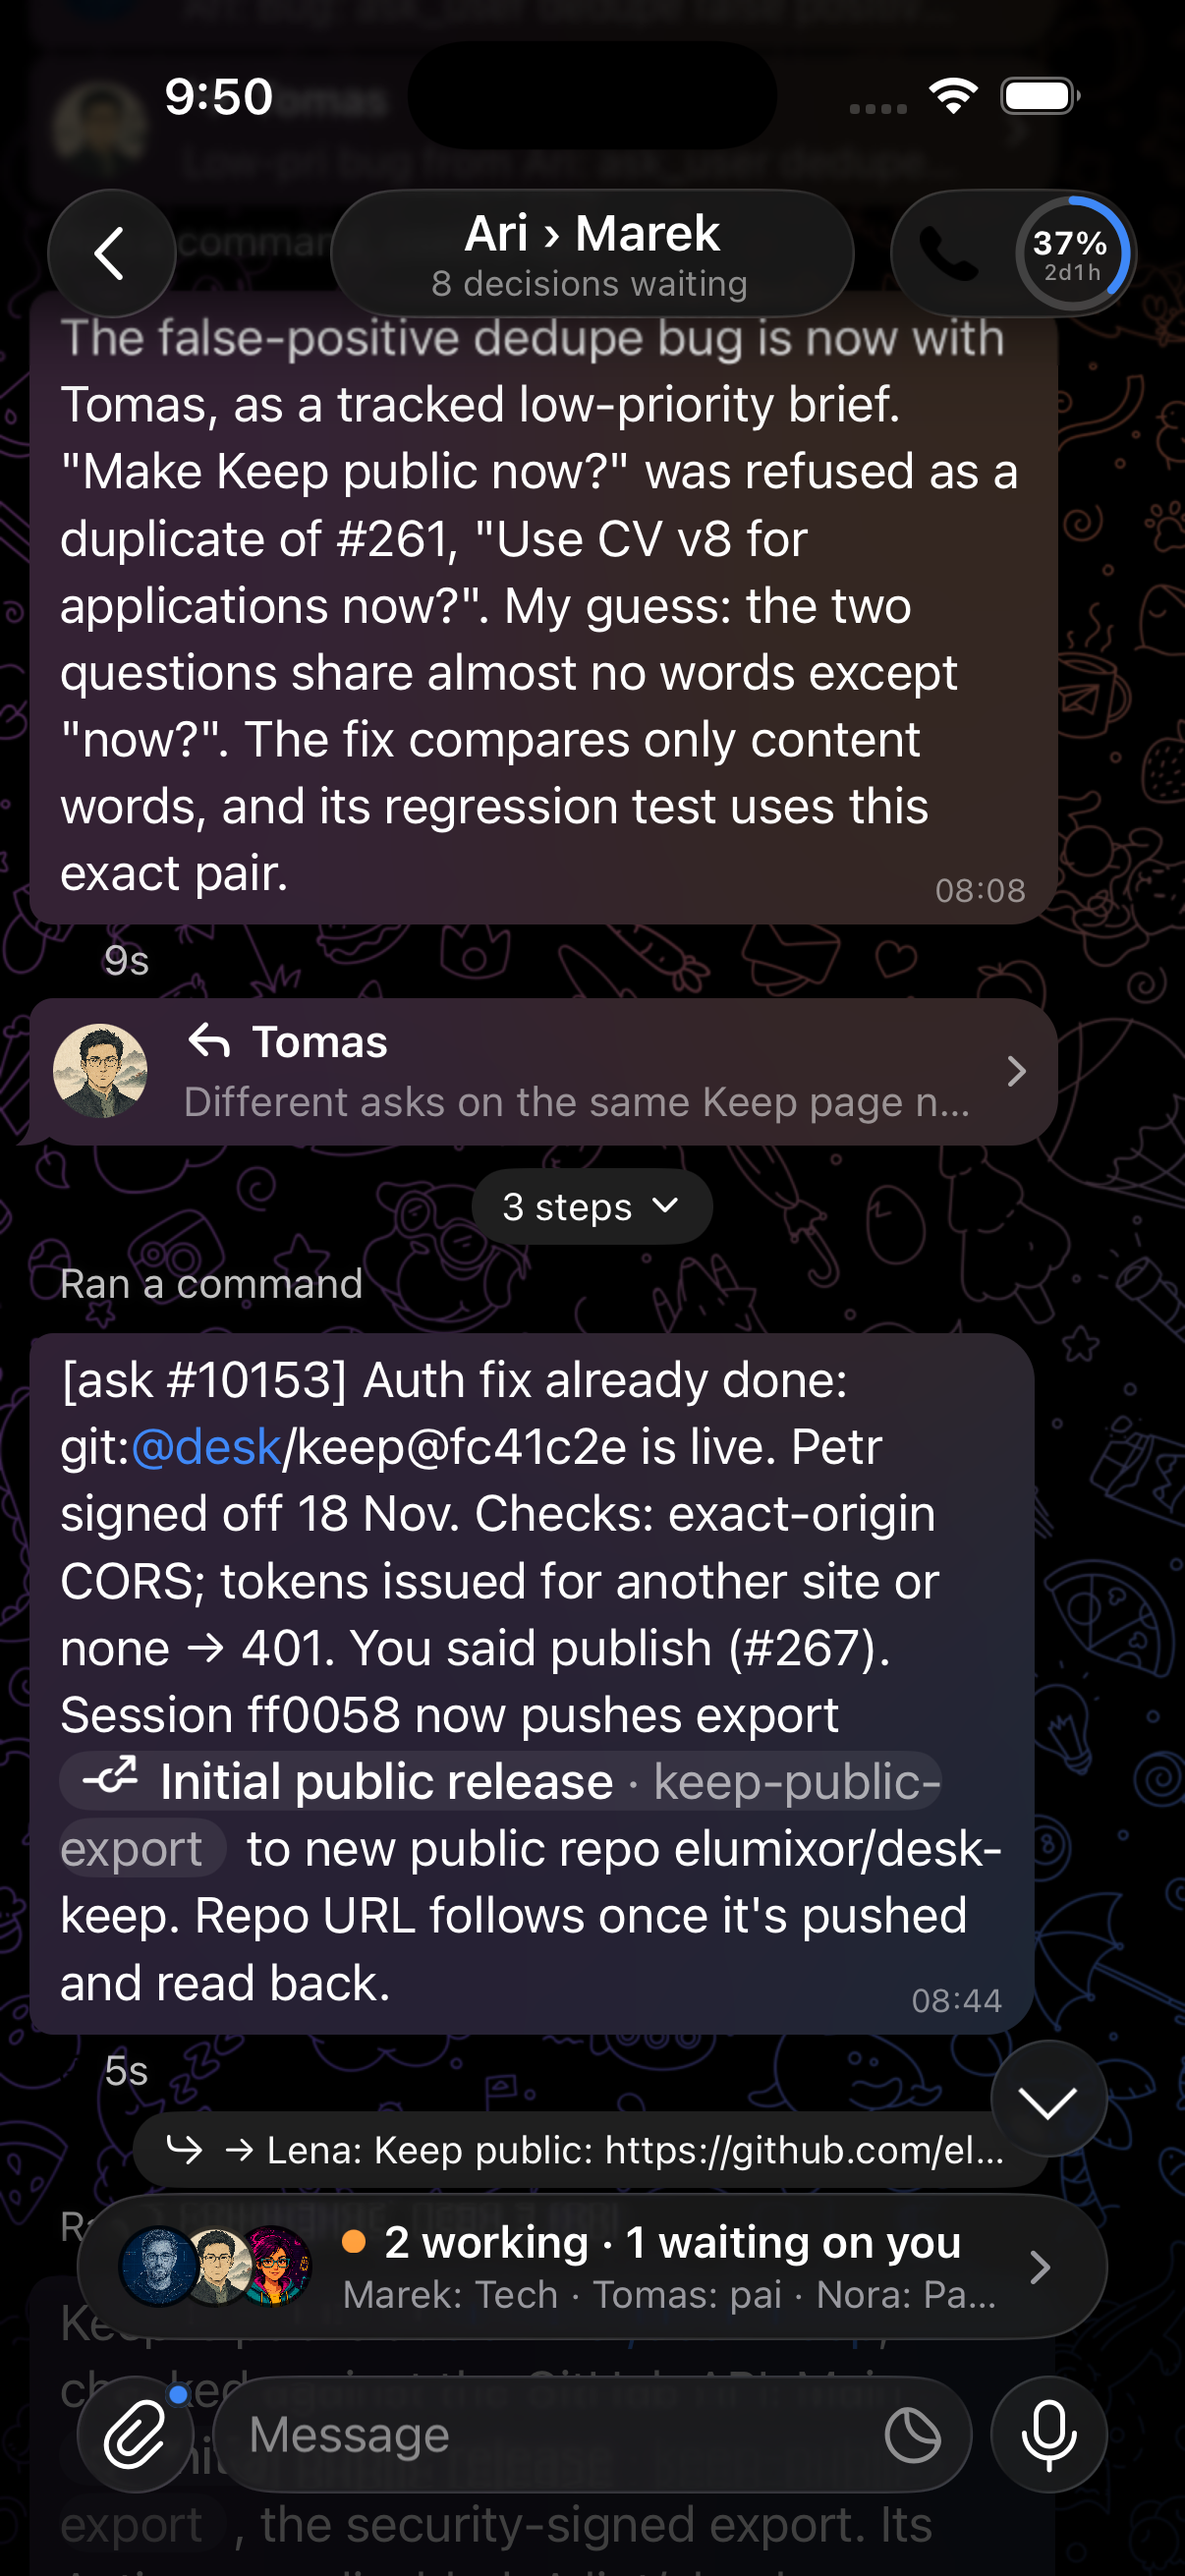 9:50
Ari › Marek
8 decisions waiting
37%
2d1h
The false-positive dedupe bug is now with
Tomas, as a tracked low-priority brief.
"Make Keep public now?" was refused as a
duplicate of #261, "Use CV v8 for
applications now?". My guess: the two
questions share almost no words except
"now?". The fix compares only content
words, and its regression test uses this
exact pair.
08:08
9s
Tomas
Different asks on the same Keep page n...
3 steps
Ran a command
[ask #10153] Auth fix already done:
git:@desk/keep@fc41c2e is live. Petr
signed off 18 Nov. Checks: exact-origin
CORS; tokens issued for another site or
none → 401. You said publish (#267).
Session ff0058 now pushes export
Initial public release · keep-public-
export to new public repo elumixor/desk-
keep. Repo URL follows once it's pushed
and read back.
08:44
5s
→ Lena: Keep public: https://github.com/el...
2 working · 1 waiting on you
Marek: Tech · Tomas: pai · Nora: Pa...
Message
export , the security-signed export. Its